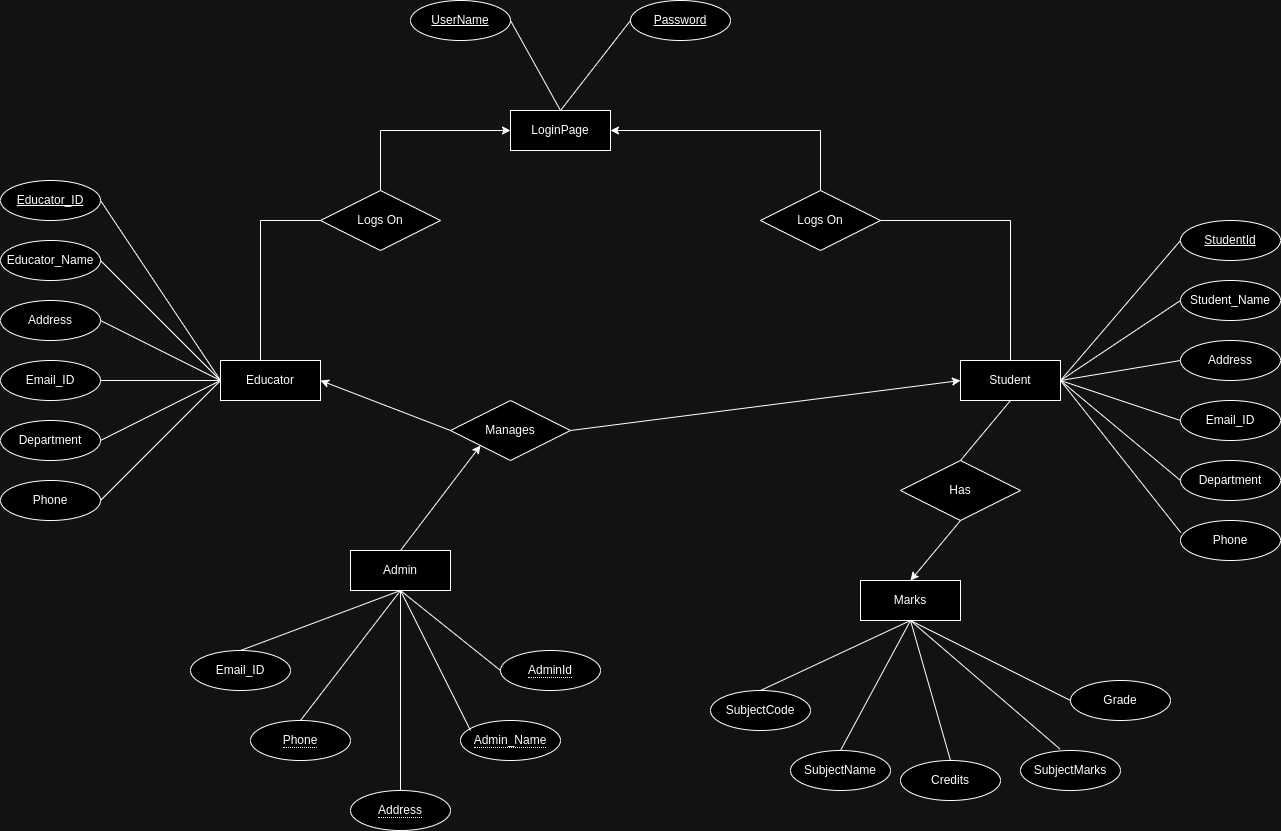 UserName
Password
LoginPage
Logs On
Logs On
Educator_ID
Educator_Name
Address
Email_ID
Department
Phone
Educator
Manages
Student
StudentId
Student_Name
Address
Email_ID
Department
Phone
Has
Admin
Email_ID
Phone
Address
Admin_Name
AdminId
Marks
SubjectCode
SubjectName
Credits
SubjectMarks
Grade